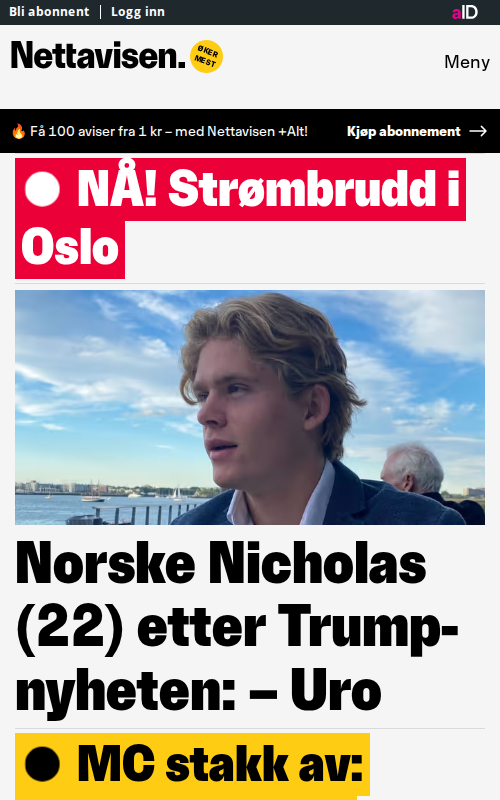 Bli abonnent | Logg inn
aID
Nettavisen.
ØKER
MEST
Meny
🔥 Få 100 aviser fra 1 kr – med Nettavisen +Alt!
Kjøp abonnement →
NÅ! Strømbrudd i
Oslo
Norske Nicholas
(22) etter Trump-
nyheten: – Uro
MC stakk av: